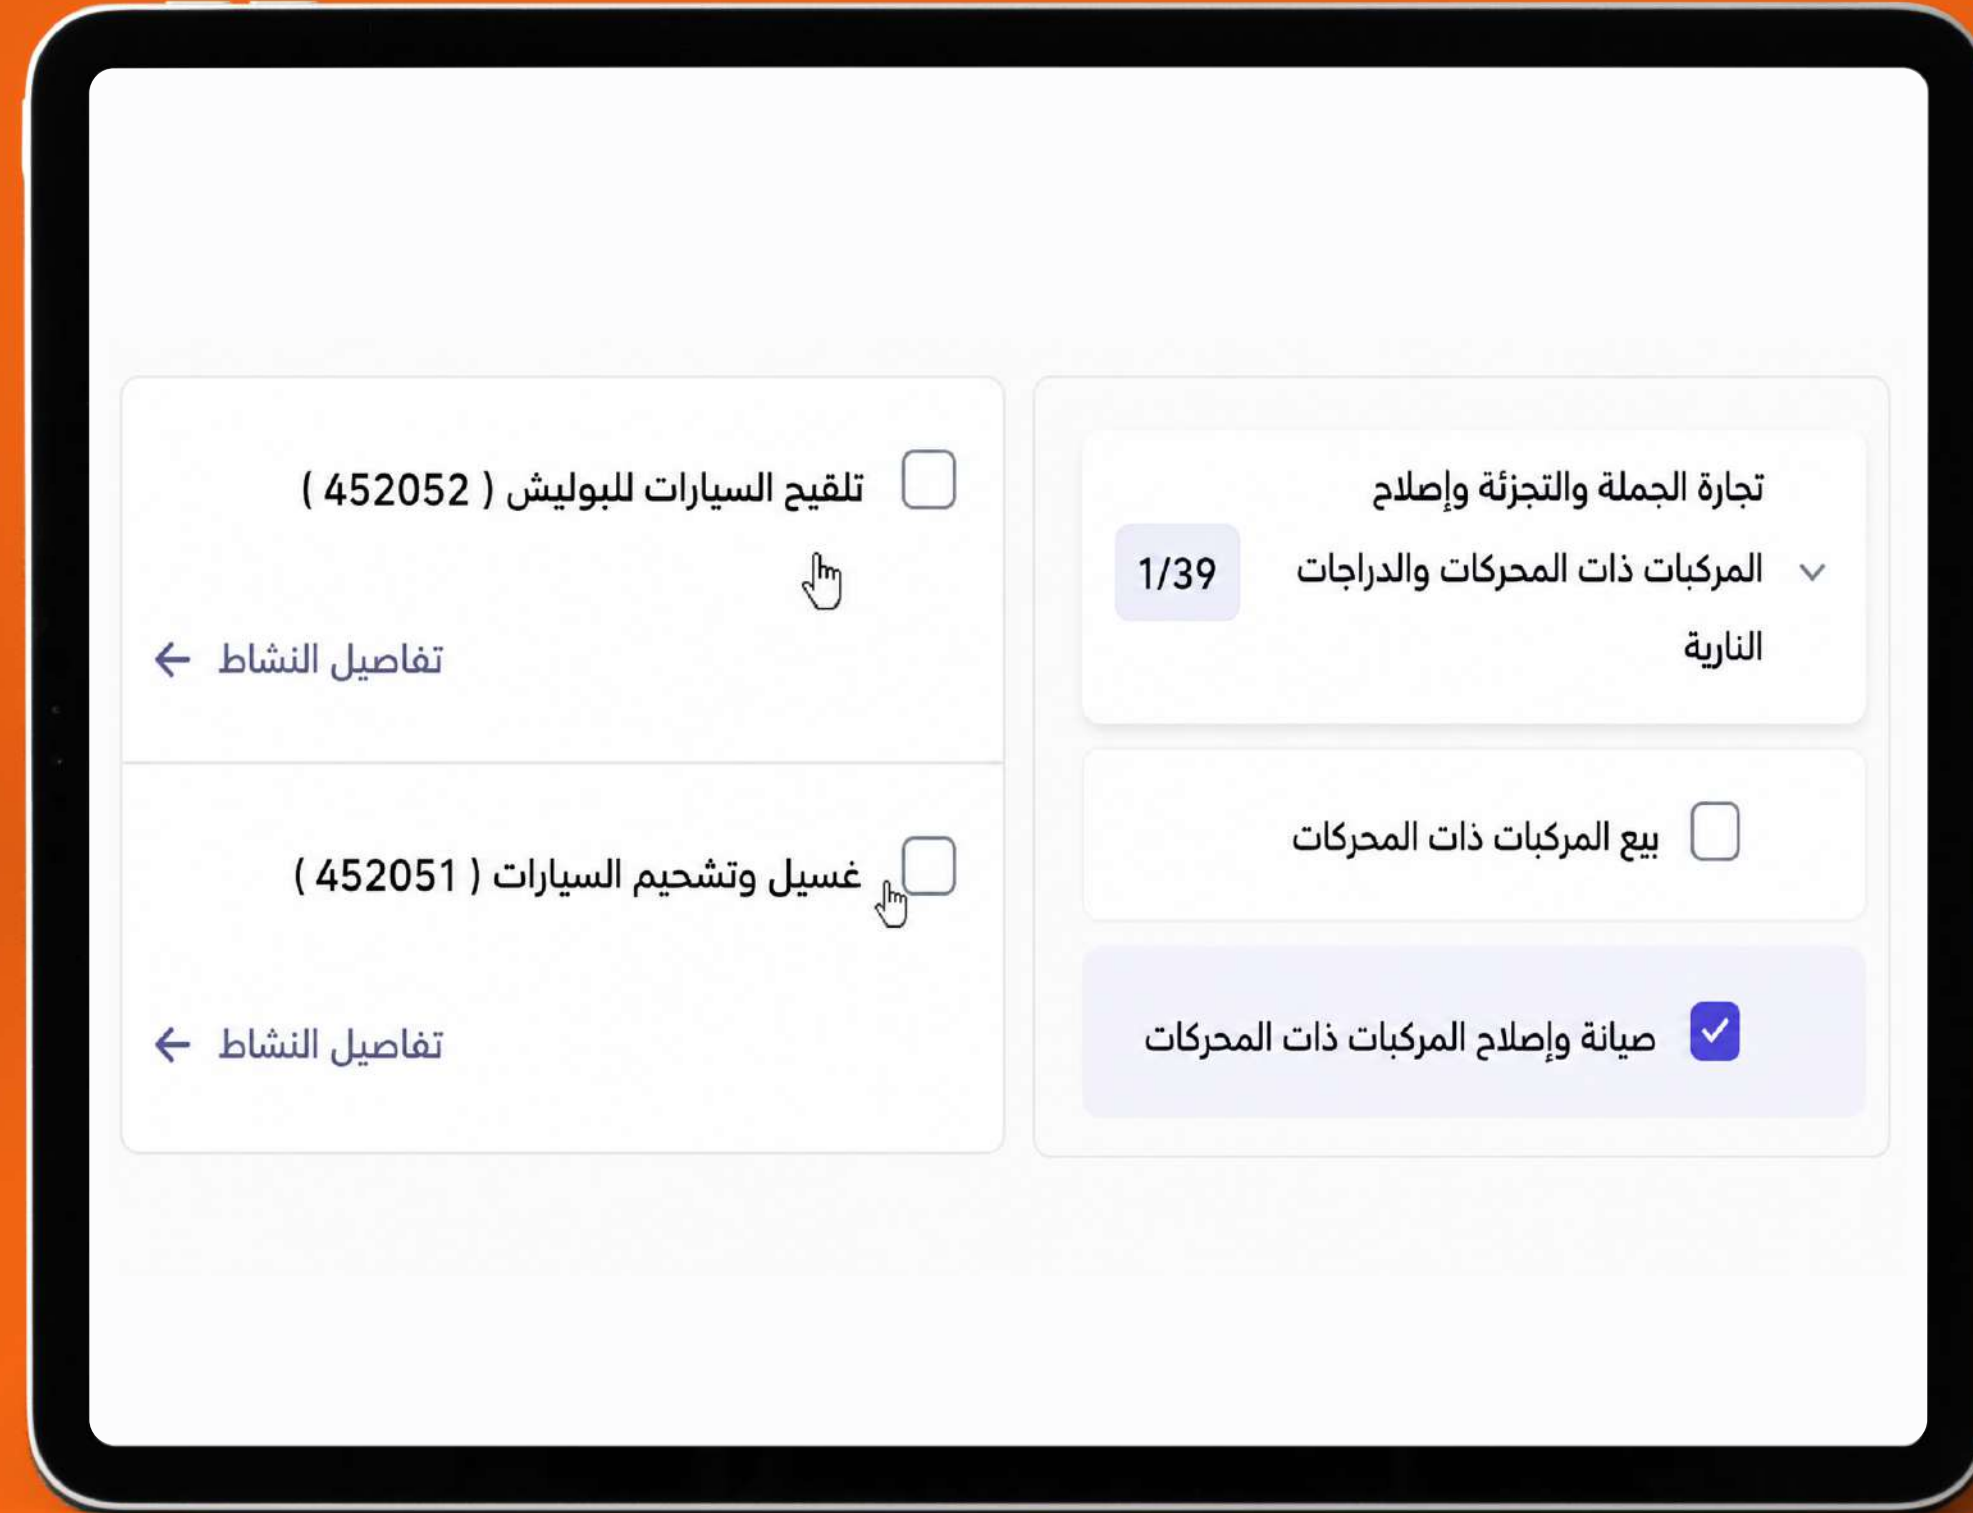 تجارة الجملة والتجزئة وإصلاح
المركبات ذات المحركات والدراجات
النارية
1/39
بيع المركبات ذات المحركات
صيانة وإصلاح المركبات ذات المحركات
تلقيح السيارات للبوليش ( 452052 )
تفاصيل النشاط
غسيل وتشحيم السيارات ( 452051 )
تفاصيل النشاط